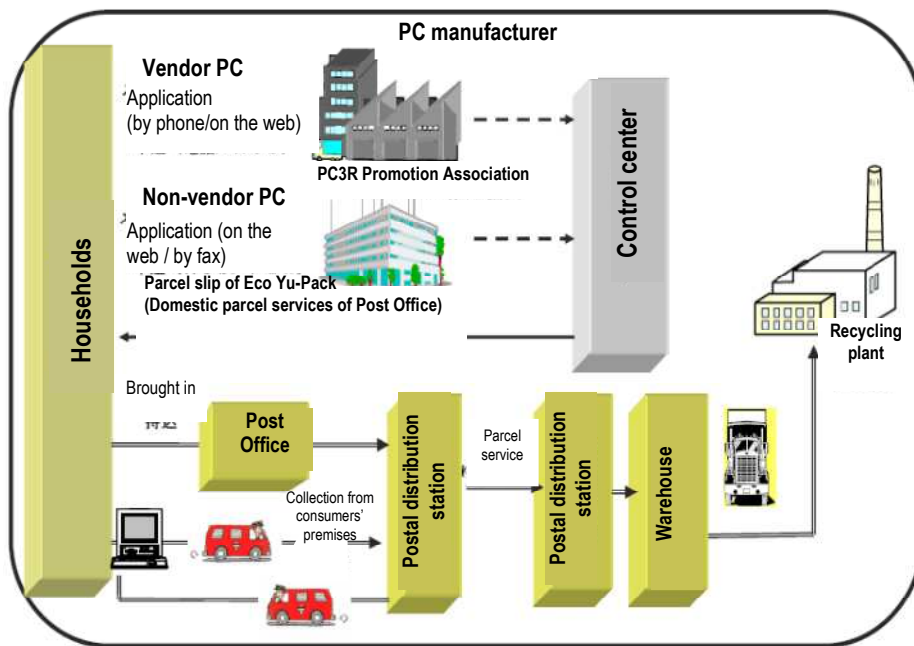 PC manufacturer
Vendor PC
Application
(by phone/on the web)
PC3R Promotion Association
Non-vendor PC
Application (on the
web / by fax)
Parcel slip of Eco Yu-Pack
(Domestic parcel services of Post Office)
Households
Control center
Recycling
plant
Brought in
Post
Office
Collection from
consumers'
premises
Postal distribution
station
Parcel
service
Postal distribution
station
Warehouse